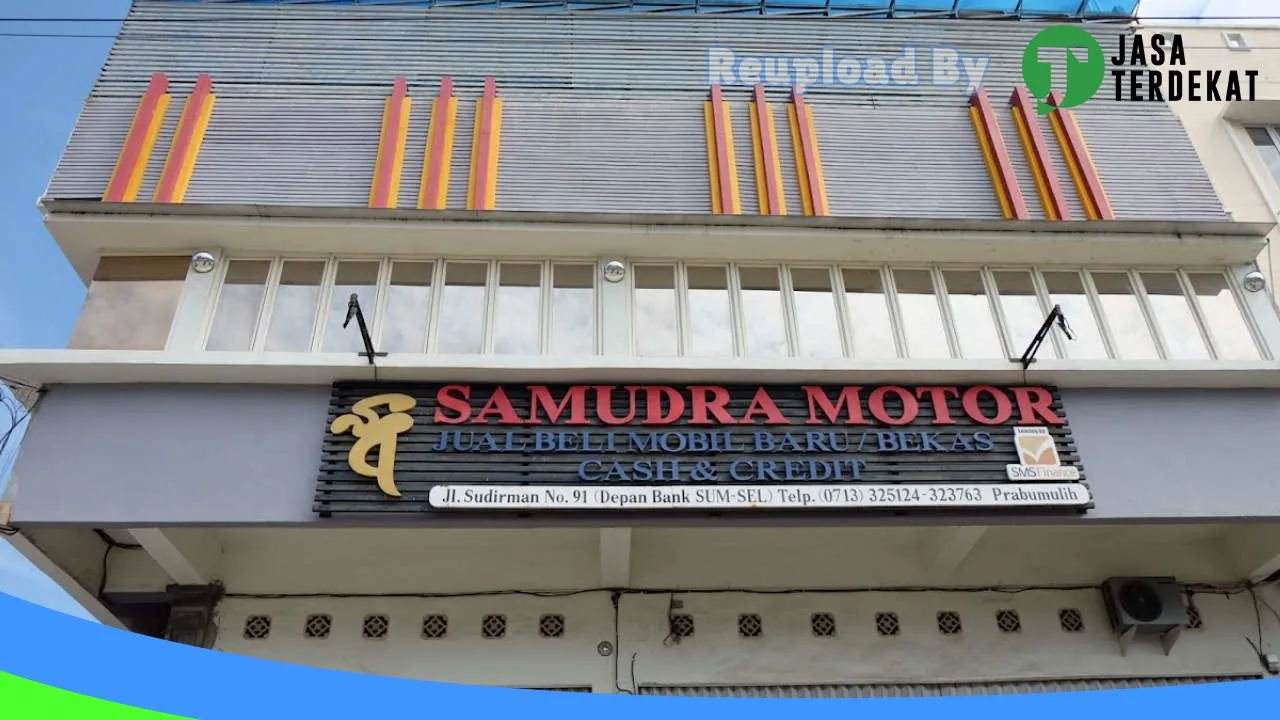 Reupload By
JASA
TERDEKAT
SAMUDRA MOTOR
JUAL BELI MOBIL BARU / BEKAS
CASH & CREDIT
SMS Finance
Jl. Sudirman No. 91 (Depan Bank SUM-SEL) Telp. (0713) 325124-323763 Prabumulih